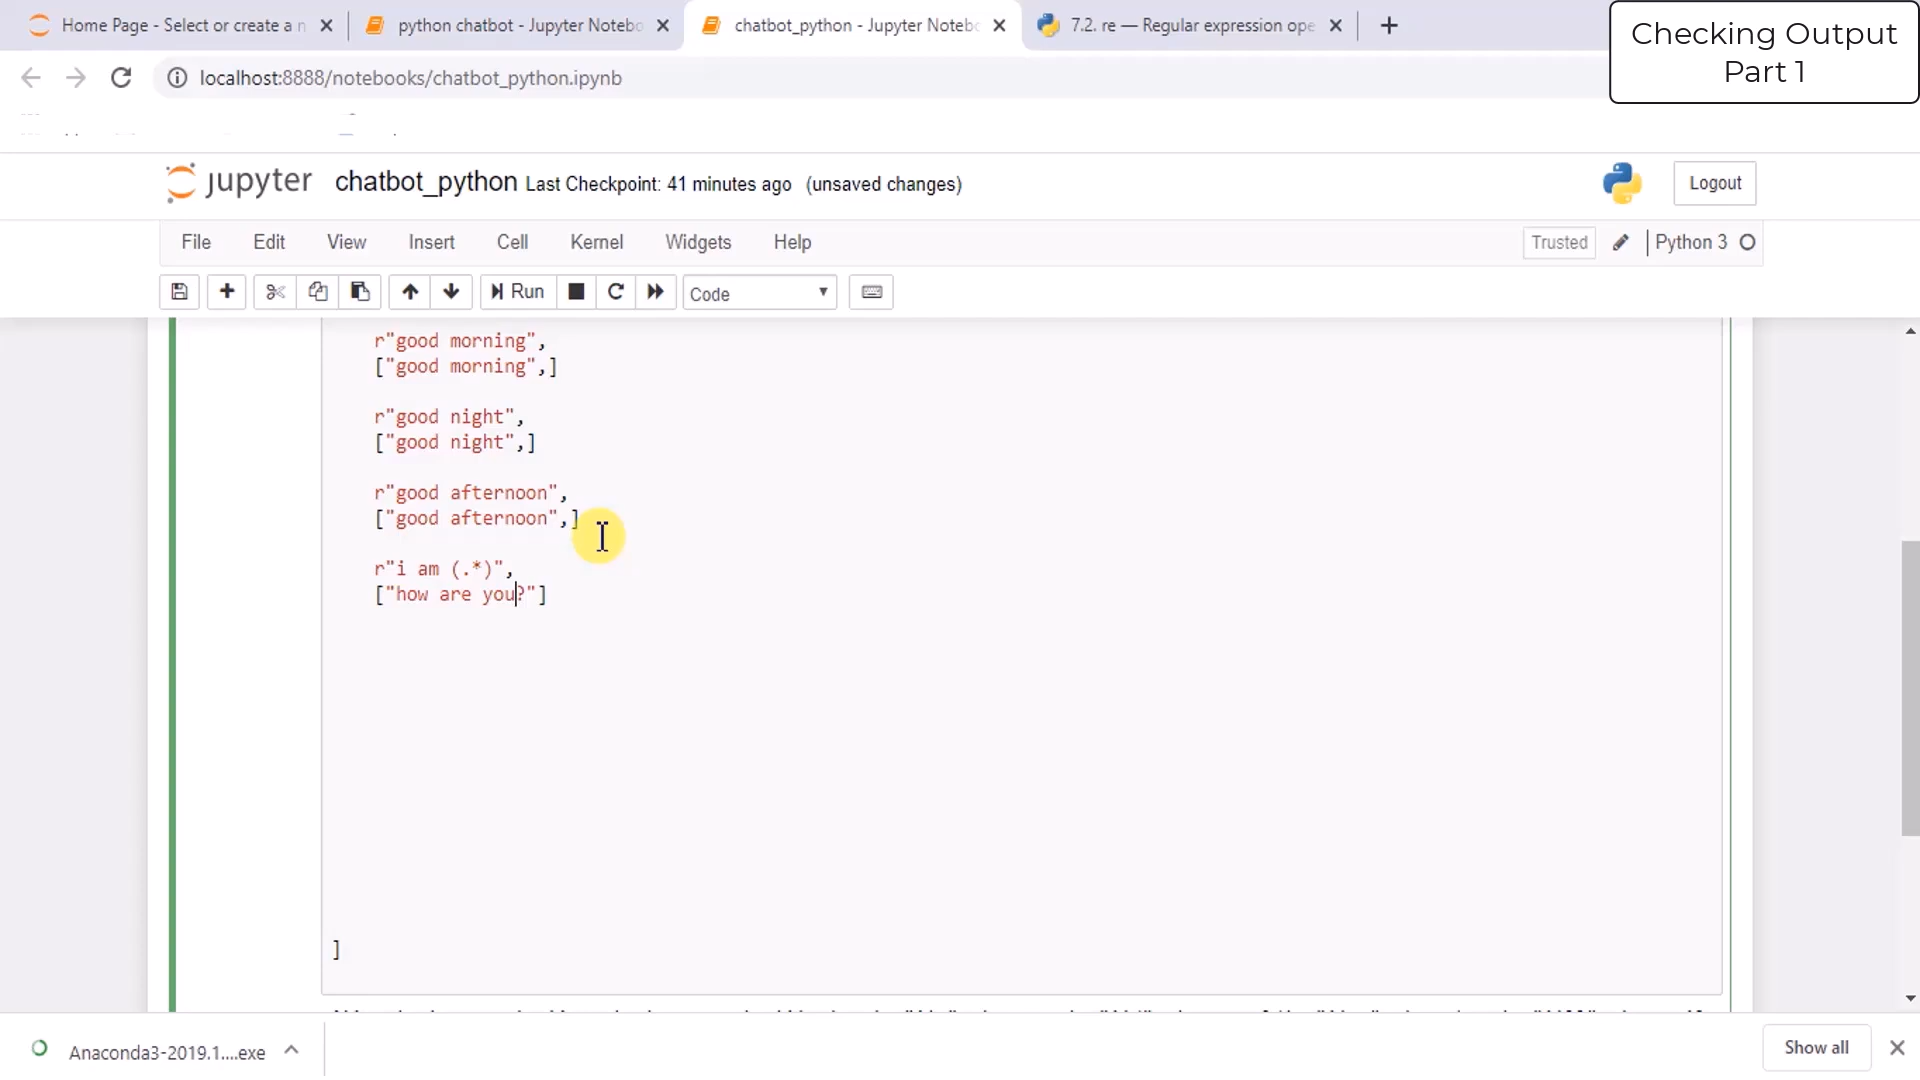 Home Page - Select or create a n
python chatbot - Jupyter Notebo
chatbot_python - Jupyter Notebo
7.2. re — Regular expression ope
Checking Output
Part 1
localhost:8888/notebooks/chatbot_python.ipynb
jupyter
chatbot_python Last Checkpoint: 41 minutes ago (unsaved changes)
Logout
File Edit View Insert Cell Kernel Widgets Help
Trusted
Python 3
Run
Code
r"good morning",
["good morning",]
r"good night",
["good night",]
r"good afternoon",
["good afternoon",]
r"i am (.*)",
["how are you?"]
]
Anaconda3-2019.1....exe
Show all